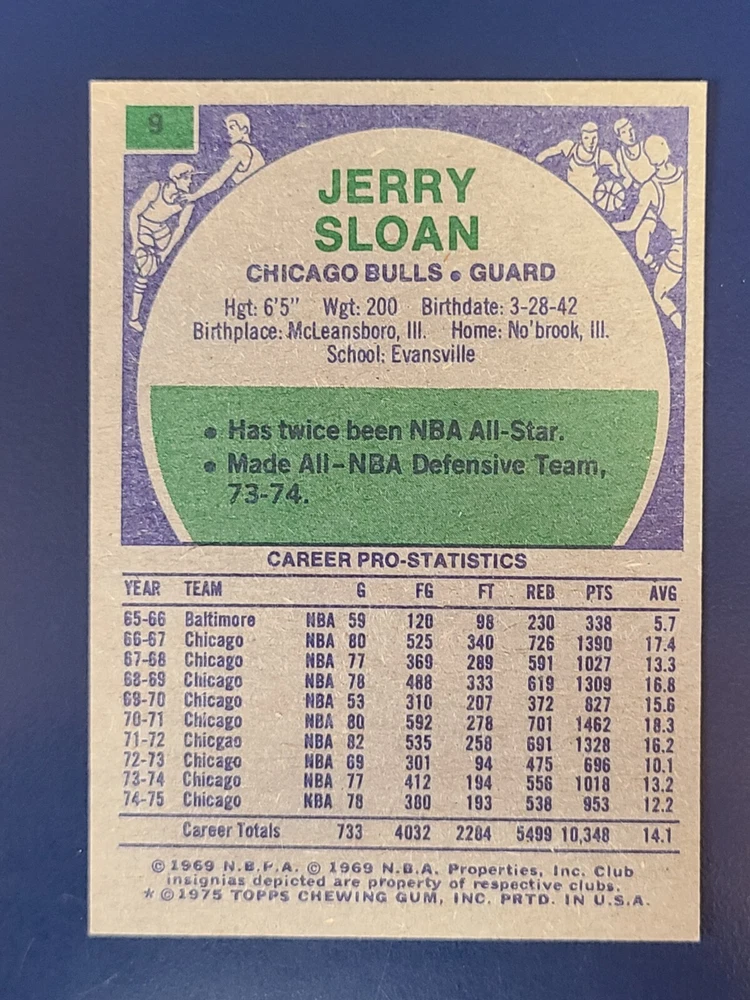 9
JERRY
SLOAN
CHICAGO BULLS • GUARD
Hgt: 6'5" Wgt: 200 Birthdate: 3-28-42
Birthplace: McLeansboro, Ill. Home: No'brook, Ill.
School: Evansville
• Has twice been NBA All-Star.
• Made All-NBA Defensive Team,
73-74.
CAREER PRO-STATISTICS
YEAR TEAM G FG FT REB PTS AVG
65-66 Baltimore NBA 59 120 98 230 338 5.7
66-67 Chicago NBA 80 525 340 726 1390 17.4
67-68 Chicago NBA 77 369 289 591 1027 13.3
68-69 Chicago NBA 78 488 333 619 1309 16.8
69-70 Chicago NBA 53 310 207 372 827 15.6
70-71 Chicago NBA 80 592 278 701 1462 18.3
71-72 Chicgao NBA 82 535 258 691 1328 16.2
72-73 Chicago NBA 69 301 94 475 696 10.1
73-74 Chicago NBA 77 412 194 556 1018 13.2
74-75 Chicago NBA 78 380 193 538 953 12.2
Career Totals 733 4032 2284 5499 10,348 14.1
© 1969 N.B.P.A. © 1969 N.B.A. Properties, Inc. Club
insignias depicted are property of respective clubs.
* © 1975 TOPPS CHEWING GUM, INC. PRTD. IN U.S.A.